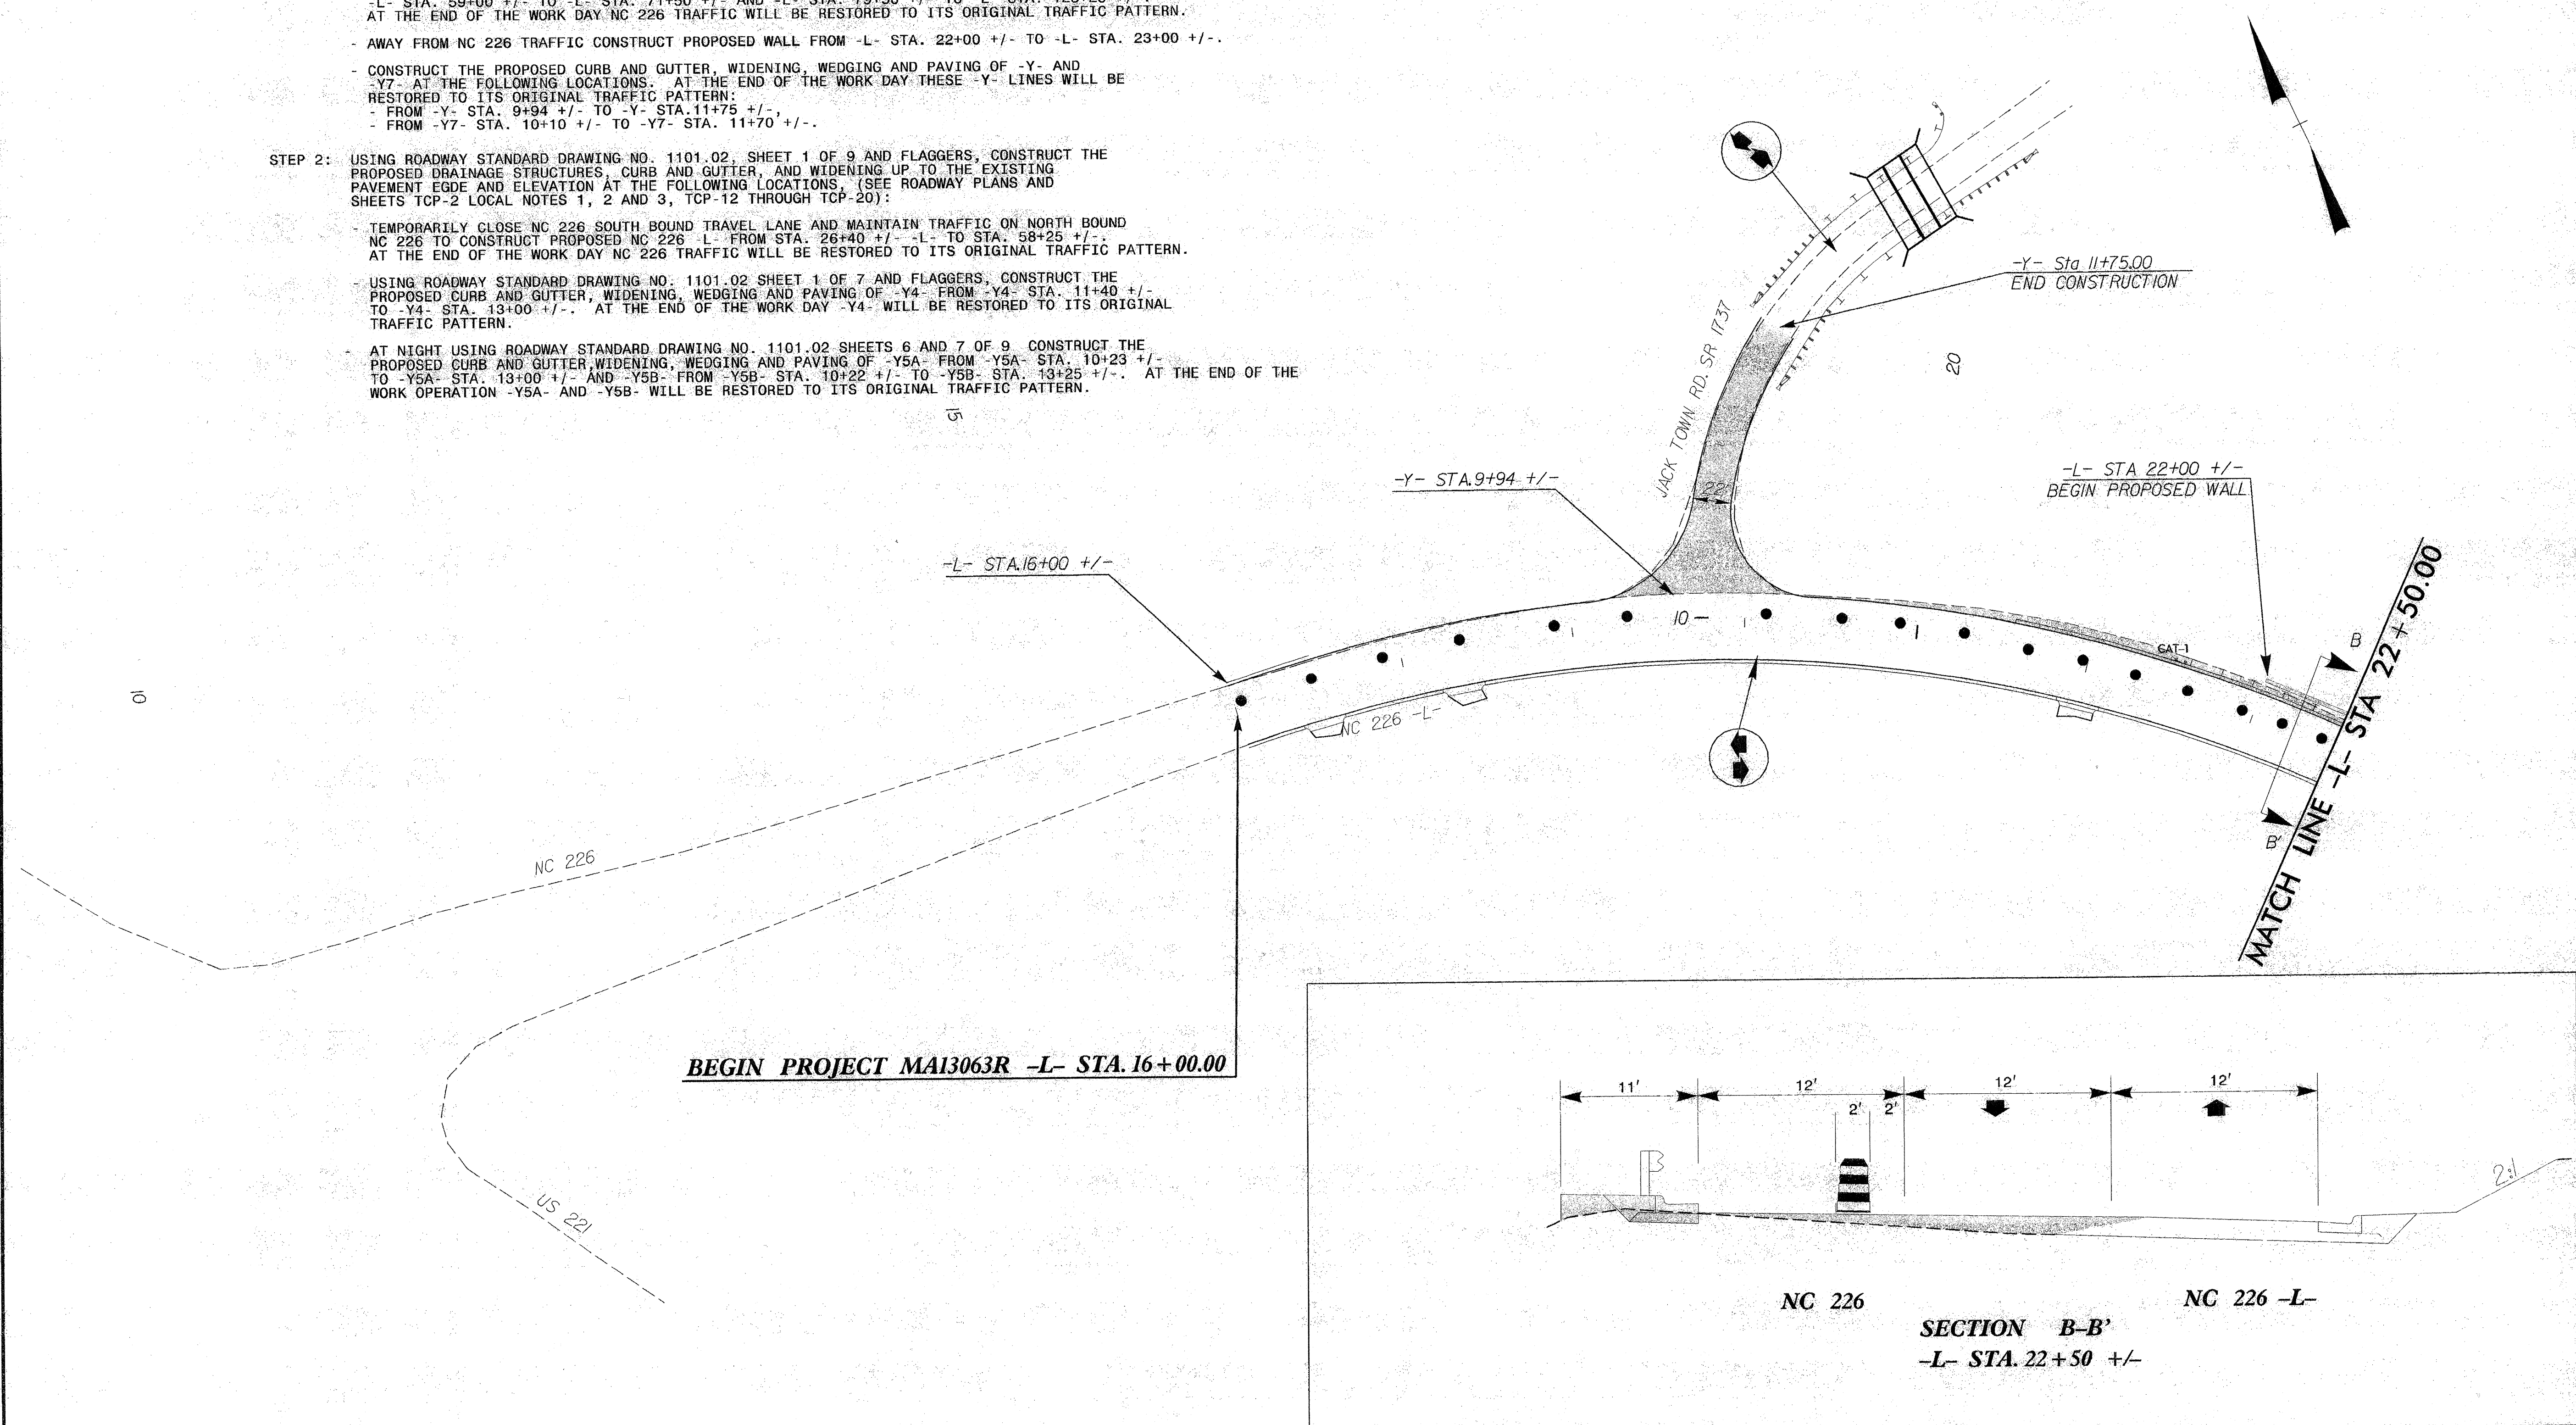 -L- STA. 59+00 +/- TO -L- STA. 71+50 +/- AND -L- STA.
AT THE END OF THE WORK DAY NC 226 TRAFFIC WILL BE RESTORED TO ITS ORIGINAL TRAFFIC PATTERN.
- AWAY FROM NC 226 TRAFFIC CONSTRUCT PROPOSED WALL FROM -L- STA. 22+00 +/- TO -L- STA. 23+00 +/-.
- CONSTRUCT THE PROPOSED CURB AND GUTTER, WIDENING, WEDGING AND PAVING OF -Y- AND
-Y7- AT THE FOLLOWING LOCATIONS. AT THE END OF THE WORK DAY THESE -Y- LINES WILL BE
RESTORED TO ITS ORIGINAL TRAFFIC PATTERN:
- FROM -Y- STA. 9+94 +/- TO -Y- STA.11+75 +/-,
- FROM -Y7- STA. 10+10 +/- TO -Y7- STA. 11+70 +/-.
STEP 2: USING ROADWAY STANDARD DRAWING NO. 1101.02, SHEET 1 OF 9 AND FLAGGERS, CONSTRUCT THE
PROPOSED DRAINAGE STRUCTURES, CURB AND GUTTER, AND WIDENING UP TO THE EXISTING
PAVEMENT EGDE AND ELEVATION AT THE FOLLOWING LOCATIONS, (SEE ROADWAY PLANS AND
SHEETS TCP-2 LOCAL NOTES 1, 2 AND 3, TCP-12 THROUGH TCP-20):
- TEMPORARILY CLOSE NC 226 SOUTH BOUND TRAVEL LANE AND MAINTAIN TRAFFIC ON NORTH BOUND
NC 226 TO CONSTRUCT PROPOSED NC 226 -L- FROM STA. 26+40 +/- -L- TO STA. 58+25 +/-.
AT THE END OF THE WORK DAY NC 226 TRAFFIC WILL BE RESTORED TO ITS ORIGINAL TRAFFIC PATTERN.
- USING ROADWAY STANDARD DRAWING NO. 1101.02 SHEET 1 OF 7 AND FLAGGERS, CONSTRUCT THE
PROPOSED CURB AND GUTTER, WIDENING, WEDGING AND PAVING OF -Y4- FROM -Y4- STA. 11+40 +/-
TO -Y4- STA. 13+00 +/-. AT THE END OF THE WORK DAY -Y4- WILL BE RESTORED TO ITS ORIGINAL
TRAFFIC PATTERN.
- AT NIGHT USING ROADWAY STANDARD DRAWING NO. 1101.02 SHEETS 6 AND 7 OF 9 CONSTRUCT THE
PROPOSED CURB AND GUTTER,WIDENING, WEDGING AND PAVING OF -Y5A- FROM -Y5A- STA. 10+23 +/-
TO -Y5A- STA. 13+00 +/- AND -Y5B- FROM -Y5B- STA. 10+22 +/- TO -Y5B- STA. 13+25 +/-. AT THE END OF THE
WORK OPERATION -Y5A- AND -Y5B- WILL BE RESTORED TO ITS ORIGINAL TRAFFIC PATTERN.
15
-Y- Sta 11+75.00
END CONSTRUCTION
JACK TOWN RD. SR 1737
20
22'
-Y- STA.9+94 +/-
-L- STA 22+00 +/-
BEGIN PROPOSED WALL
-L- STA.16+00 +/-
10
CAT-1
B
MATCH LINE -L- STA 22+50.00
10
NC 226 -L-
B'
NC 226
BEGIN PROJECT MA13063R -L- STA. 16+00.00
US 221
11' 12' 12' 12'
2' 2'
2:1
NC 226
NC 226 -L-
SECTION B-B'
-L- STA. 22+50 +/-